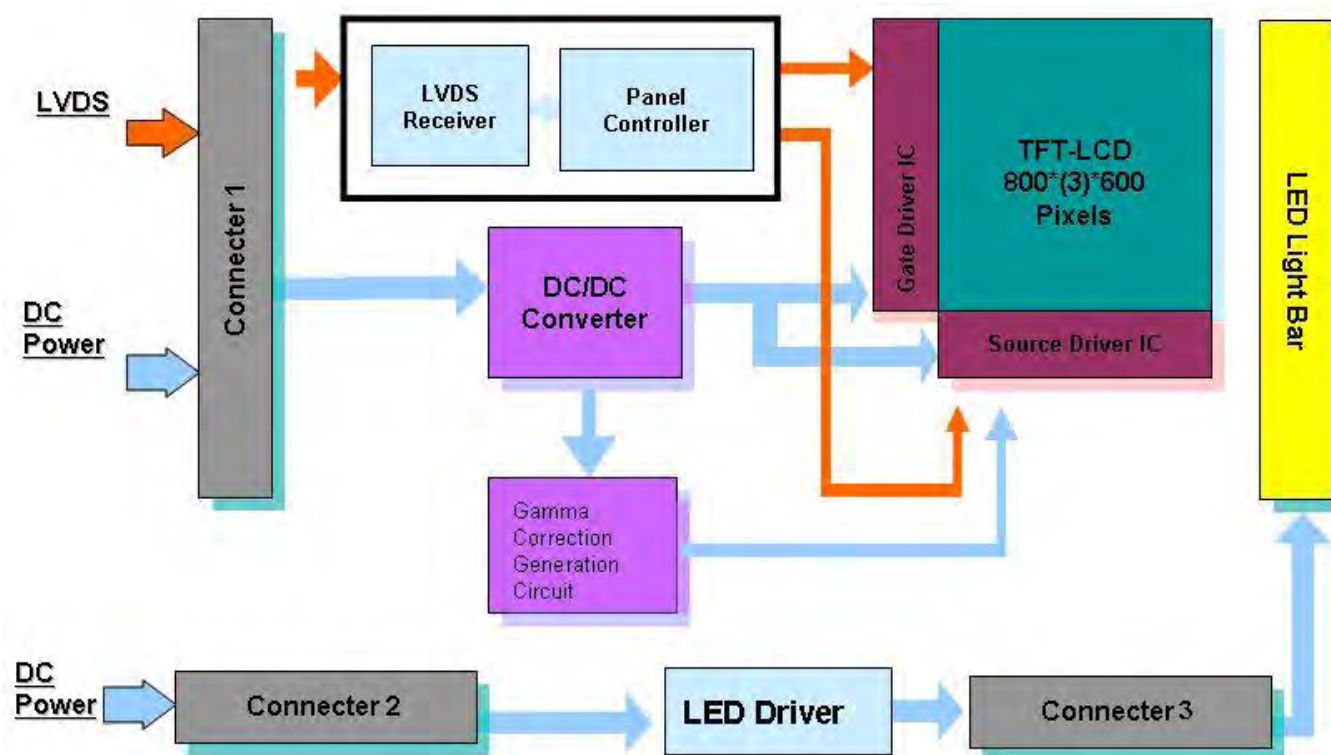 LVDS
DC
Power
Connecter 1
LVDS
Receiver
Panel
Controller
DC/DC
Converter
Gamma
Correction
Generation
Circuit
Gate Driver IC
TFT-LCD
800*(3)*600
Pixels
Source Driver IC
LED Light Bar
DC
Power
Connecter 2
LED Driver
Connecter 3